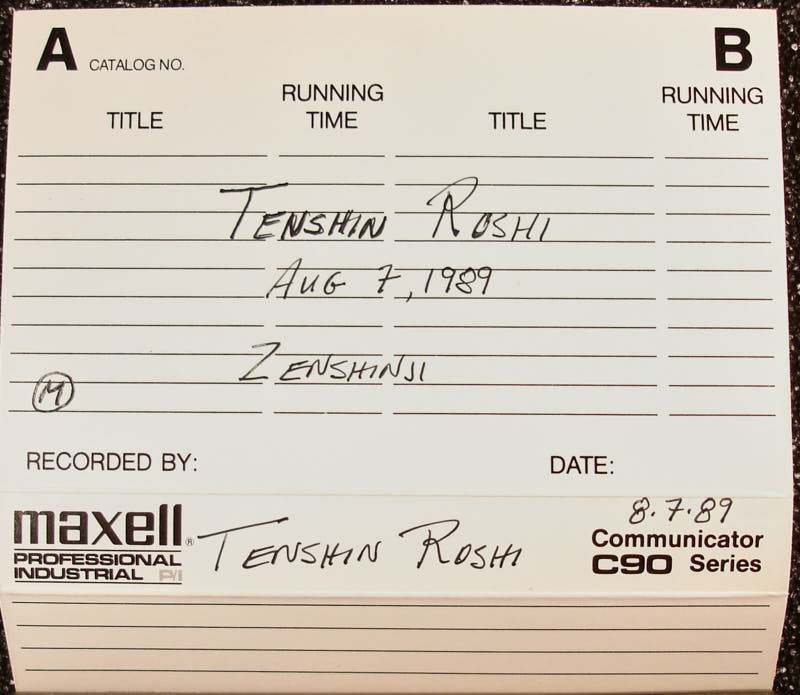 A CATALOG NO. B
TITLE RUNNING TIME TITLE RUNNING TIME
TENSHIN ROSHI
AUG 7, 1989
ZENSHINJI
M
RECORDED BY: DATE:
8.7.89
maxell® TENSHIN ROSHI Communicator
PROFESSIONAL C90 Series
INDUSTRIAL P/I